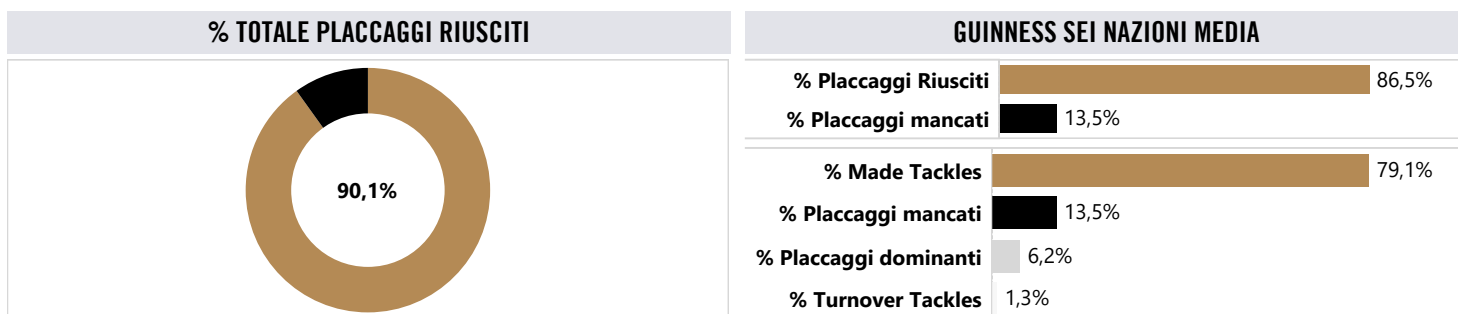 % TOTALE PLACCAGGI RIUSCITI
90,1%
GUINNESS SEI NAZIONI MEDIA
% Placcaggi Riusciti 86,5%
% Placcaggi mancati 13,5%
% Made Tackles 79,1%
% Placcaggi mancati 13,5%
% Placcaggi dominanti 6,2%
% Turnover Tackles 1,3%